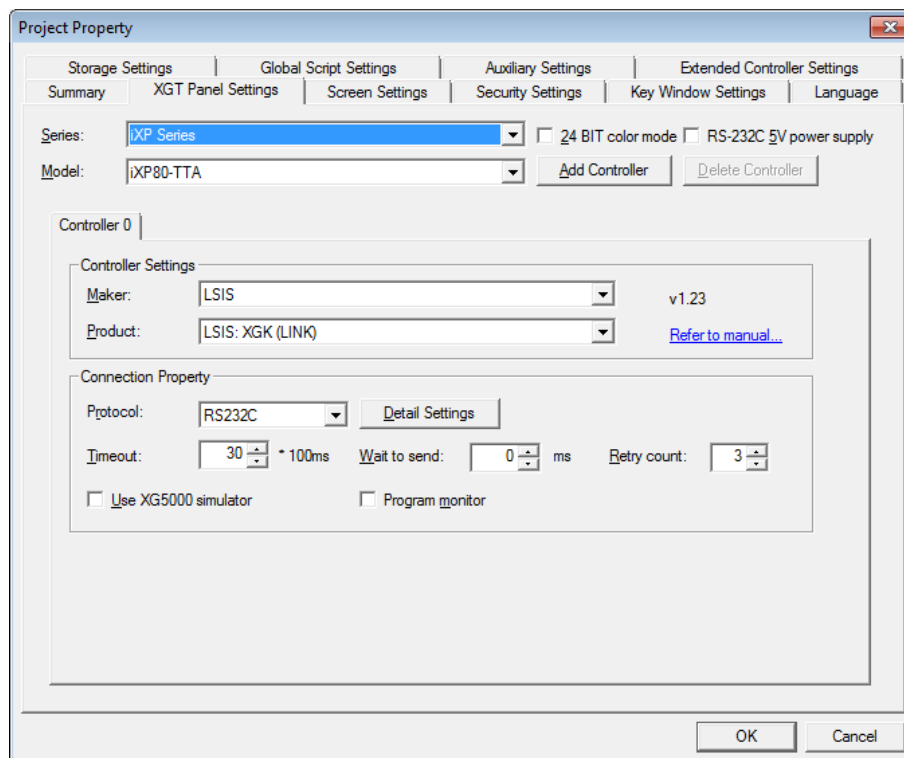 Project Property
Storage Settings Global Script Settings Auxiliary Settings Extended Controller Settings
Summary XGT Panel Settings Screen Settings Security Settings Key Window Settings Language
Series: iXP Series 24 BIT color mode RS-232C 5V power supply
Model: iXP80-TTA Add Controller Delete Controller
Controller 0
Controller Settings
Maker: LSIS v1.23
Product: LSIS: XGK (LINK) Refer to manual...
Connection Property
Protocol: RS232C Detail Settings
Timeout: 30 * 100ms Wait to send: 0 ms Retry count: 3
Use XG5000 simulator Program monitor
OK Cancel